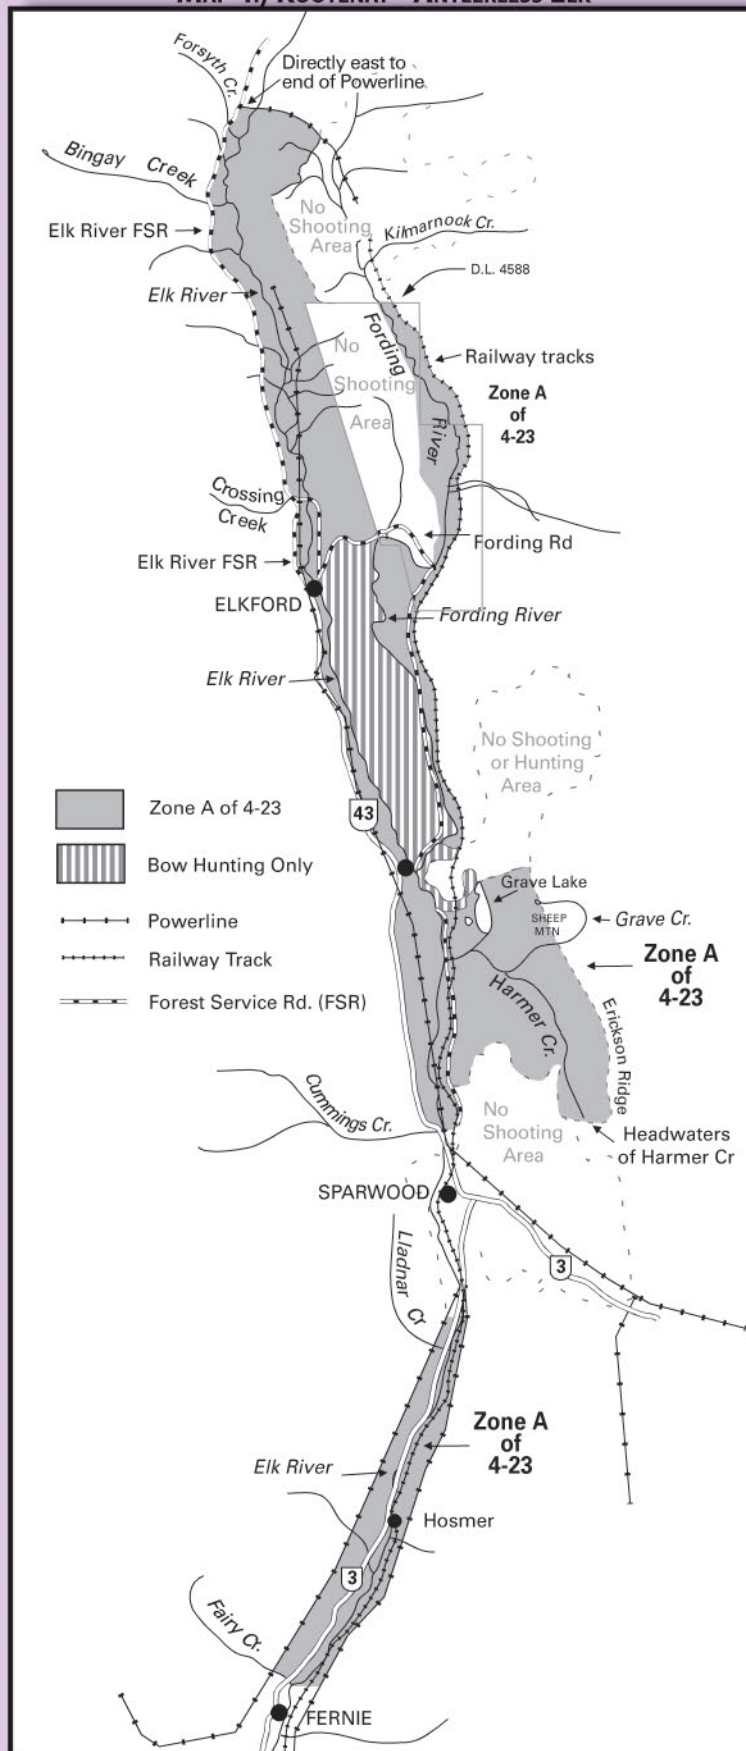 Forsyth Cr.
Directly east to
end of Powerline
Bingay Creek
No
Shooting
Area
Kilmarnock Cr.
Elk River FSR
D.L. 4588
Elk River
Fording
River
No
Shooting
Area
Railway tracks
Zone A
of
4-23
Crossing
Creek
Fording Rd
Elk River FSR
ELKFORD
Fording River
Elk River
No Shooting
or Hunting
Area
43
Zone A of 4-23
Bow Hunting Only
Powerline
Railway Track
Forest Service Rd. (FSR)
Grave Lake
SHEEP
MTN
Grave Cr.
Zone A
of
4-23
Harmer Cr.
Erickson Ridge
Cummings Cr.
No
Shooting
Area
Headwaters
of Harmer Cr
SPARWOOD
Lladnar Cr
3
Zone A
of
4-23
Elk River
Hosmer
3
Fairy Cr.
FERNIE